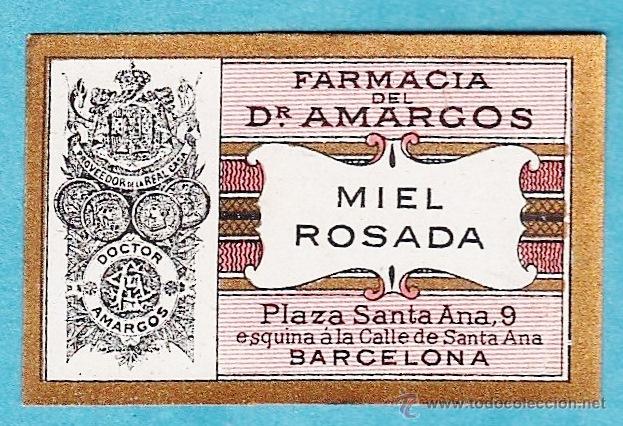 FARMACIA
DEL
DR AMARGOS
MIEL
ROSADA
Plaza Santa Ana, 9
esquina á la Calle de Santa Ana
BARCELONA
PROVEEDOR DE LA REAL CASA
DOCTOR
AMARGOS
www.todocoleccion.net